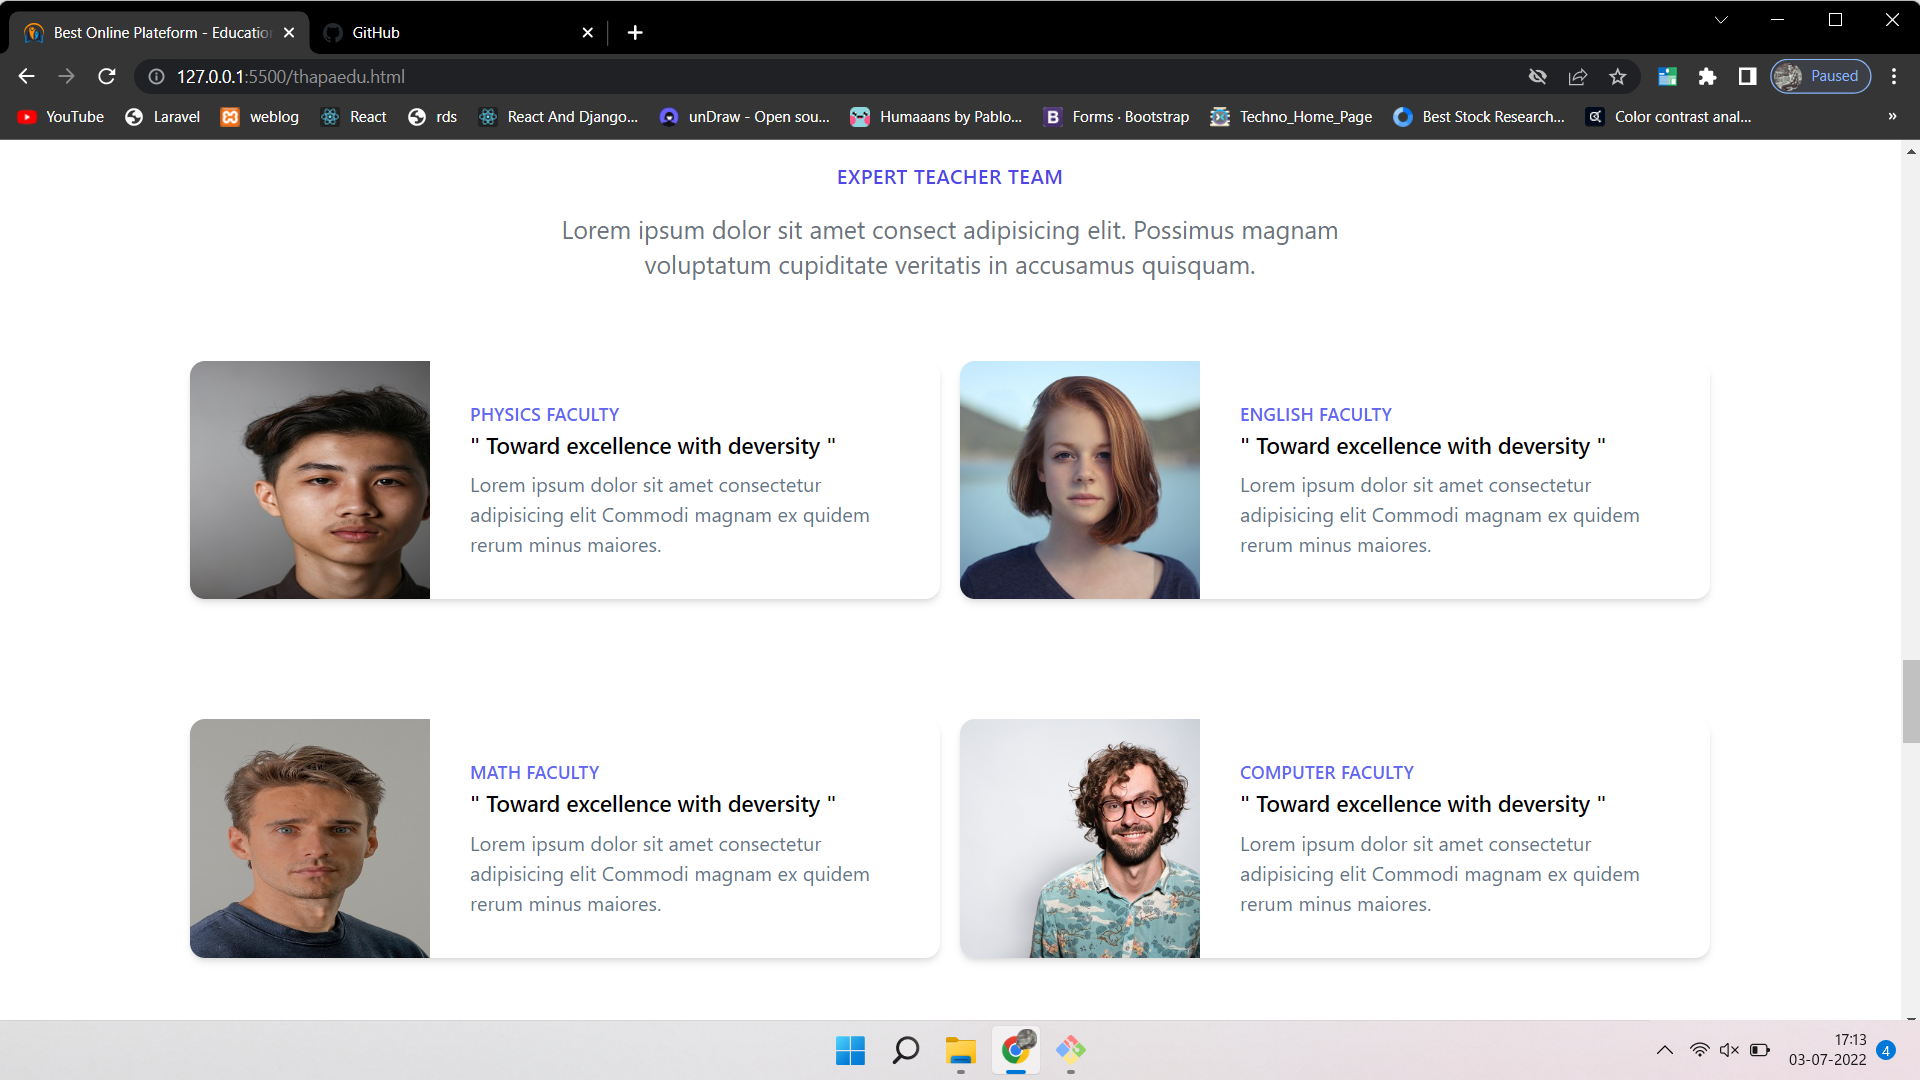 Best Online Plateform - Educatio
GitHub
127.0.0.1:5500/thapaedu.html
Paused
YouTube
Laravel
weblog
React
rds
React And Django...
unDraw - Open sou...
Humaaans by Pablo...
Forms · Bootstrap
Techno_Home_Page
Best Stock Research...
Color contrast anal...
»
EXPERT TEACHER TEAM
Lorem ipsum dolor sit amet consect adipisicing elit. Possimus magnam
voluptatum cupiditate veritatis in accusamus quisquam.
PHYSICS FACULTY
" Toward excellence with deversity "
Lorem ipsum dolor sit amet consectetur
adipisicing elit Commodi magnam ex quidem
rerum minus maiores.
ENGLISH FACULTY
" Toward excellence with deversity "
Lorem ipsum dolor sit amet consectetur
adipisicing elit Commodi magnam ex quidem
rerum minus maiores.
MATH FACULTY
" Toward excellence with deversity "
Lorem ipsum dolor sit amet consectetur
adipisicing elit Commodi magnam ex quidem
rerum minus maiores.
COMPUTER FACULTY
" Toward excellence with deversity "
Lorem ipsum dolor sit amet consectetur
adipisicing elit Commodi magnam ex quidem
rerum minus maiores.
17:13
03-07-2022
4